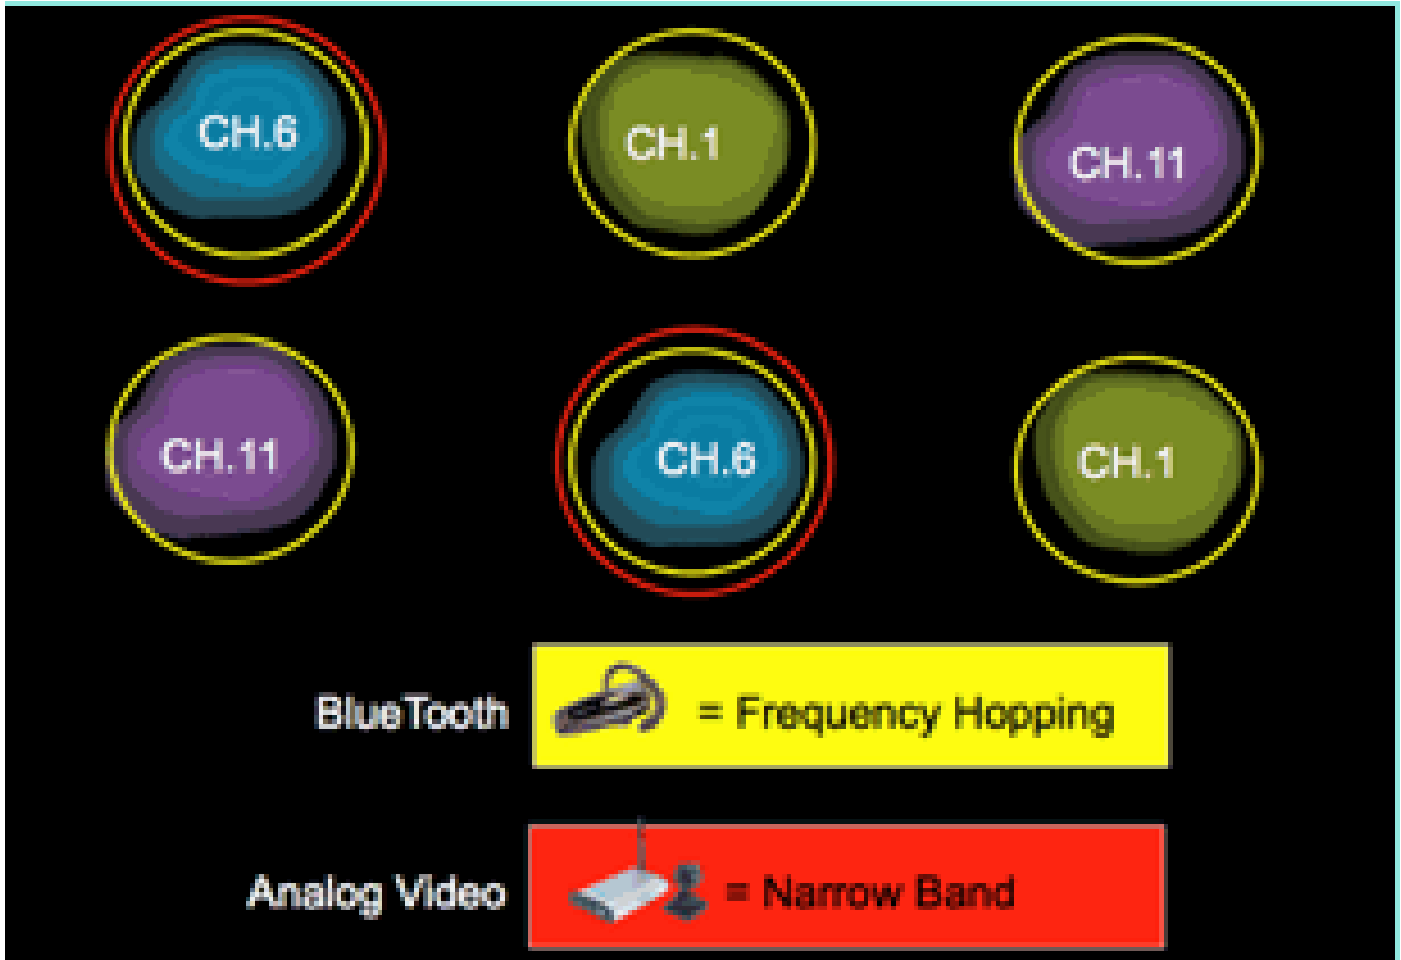 CH.6
CH.1
CH.11
CH.11
CH.6
CH.1
BlueTooth = Frequency Hopping
Analog Video = Narrow Band